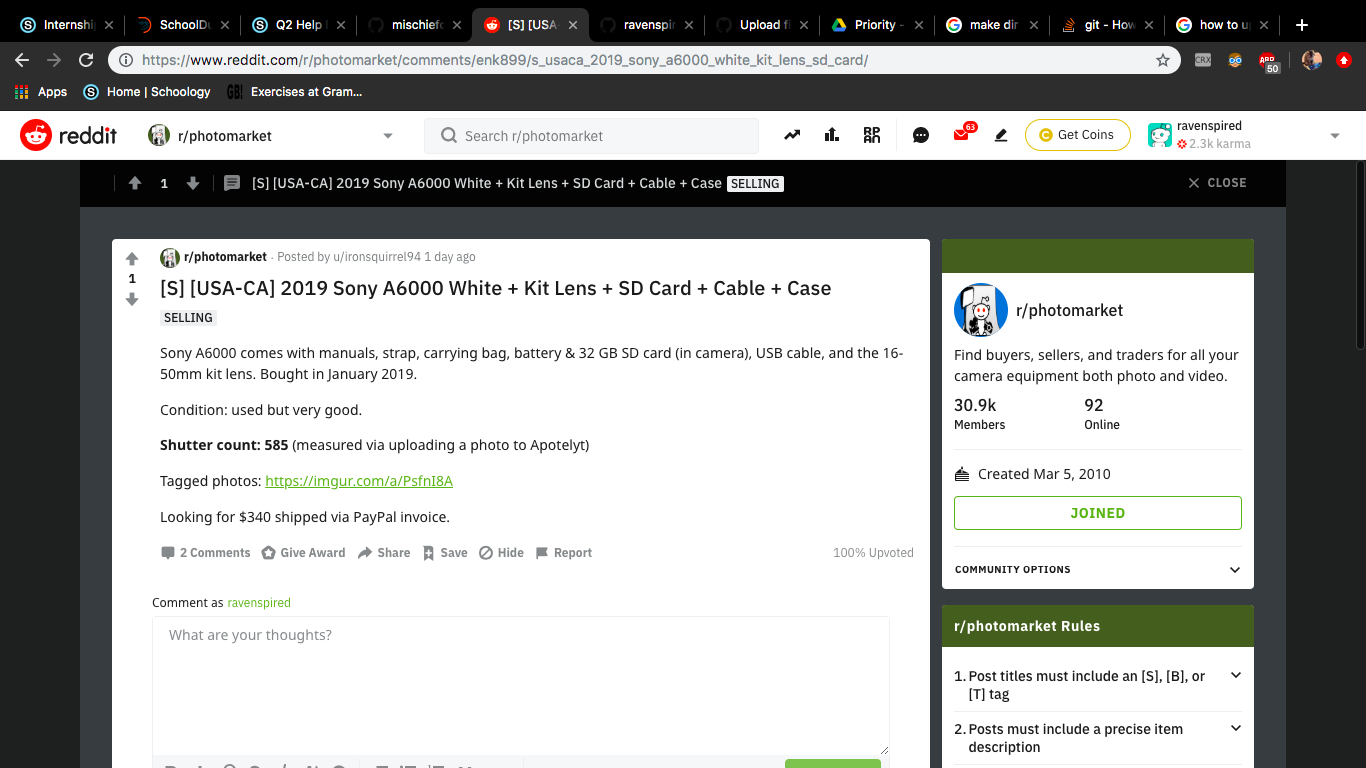 Internship
SchoolDu
Q2 Help
mischiefo
[S] [USA-
ravenspir
Upload fi
Priority -
make dir
git - How
how to u
https://www.reddit.com/r/photomarket/comments/enk899/s_usaca_2019_sony_a6000_white_kit_lens_sd_card/
CRX
ABP
50
Apps
Home | Schoology
GB!
Exercises at Gram...
reddit
r/photomarket
Search r/photomarket
63
Get Coins
ravenspired
2.3k karma
1
[S] [USA-CA] 2019 Sony A6000 White + Kit Lens + SD Card + Cable + Case SELLING
CLOSE
r/photomarket · Posted by u/ironsquirrel94 1 day ago
1
[S] [USA-CA] 2019 Sony A6000 White + Kit Lens + SD Card + Cable + Case
SELLING
Sony A6000 comes with manuals, strap, carrying bag, battery & 32 GB SD card (in camera), USB cable, and the 16-
50mm kit lens. Bought in January 2019.
Condition: used but very good.
Shutter count: 585 (measured via uploading a photo to Apotelyt)
Tagged photos: https://imgur.com/a/PsfnI8A
Looking for $340 shipped via PayPal invoice.
2 Comments Give Award Share Save Hide Report
100% Upvoted
Comment as ravenspired
What are your thoughts?
r/photomarket
Find buyers, sellers, and traders for all your
camera equipment both photo and video.
30.9k 92
Members Online
Created Mar 5, 2010
JOINED
COMMUNITY OPTIONS
r/photomarket Rules
1. Post titles must include an [S], [B], or
[T] tag
2. Posts must include a precise item
description